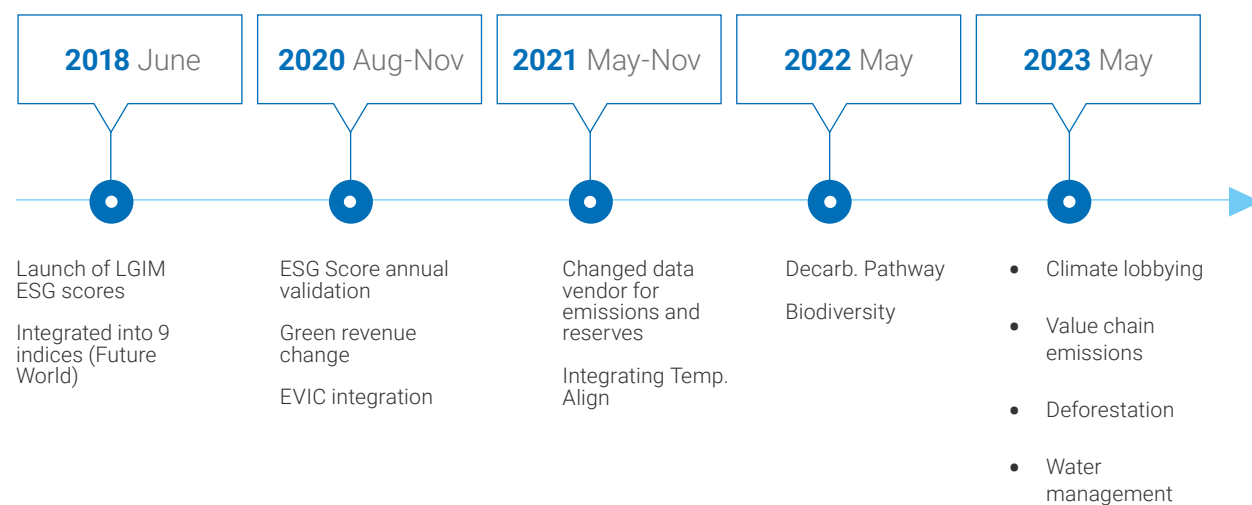 2018 June
2020 Aug-Nov
2021 May-Nov
2022 May
2023 May
Launch of LGIM
ESG scores
Integrated into 9
indices (Future
World)
ESG Score annual
validation
Green revenue
change
EVIC integration
Changed data
vendor for
emissions and
reserves
Integrating Temp.
Align
Decarb. Pathway
Biodiversity
• Climate lobbying
• Value chain
emissions
• Deforestation
• Water
management